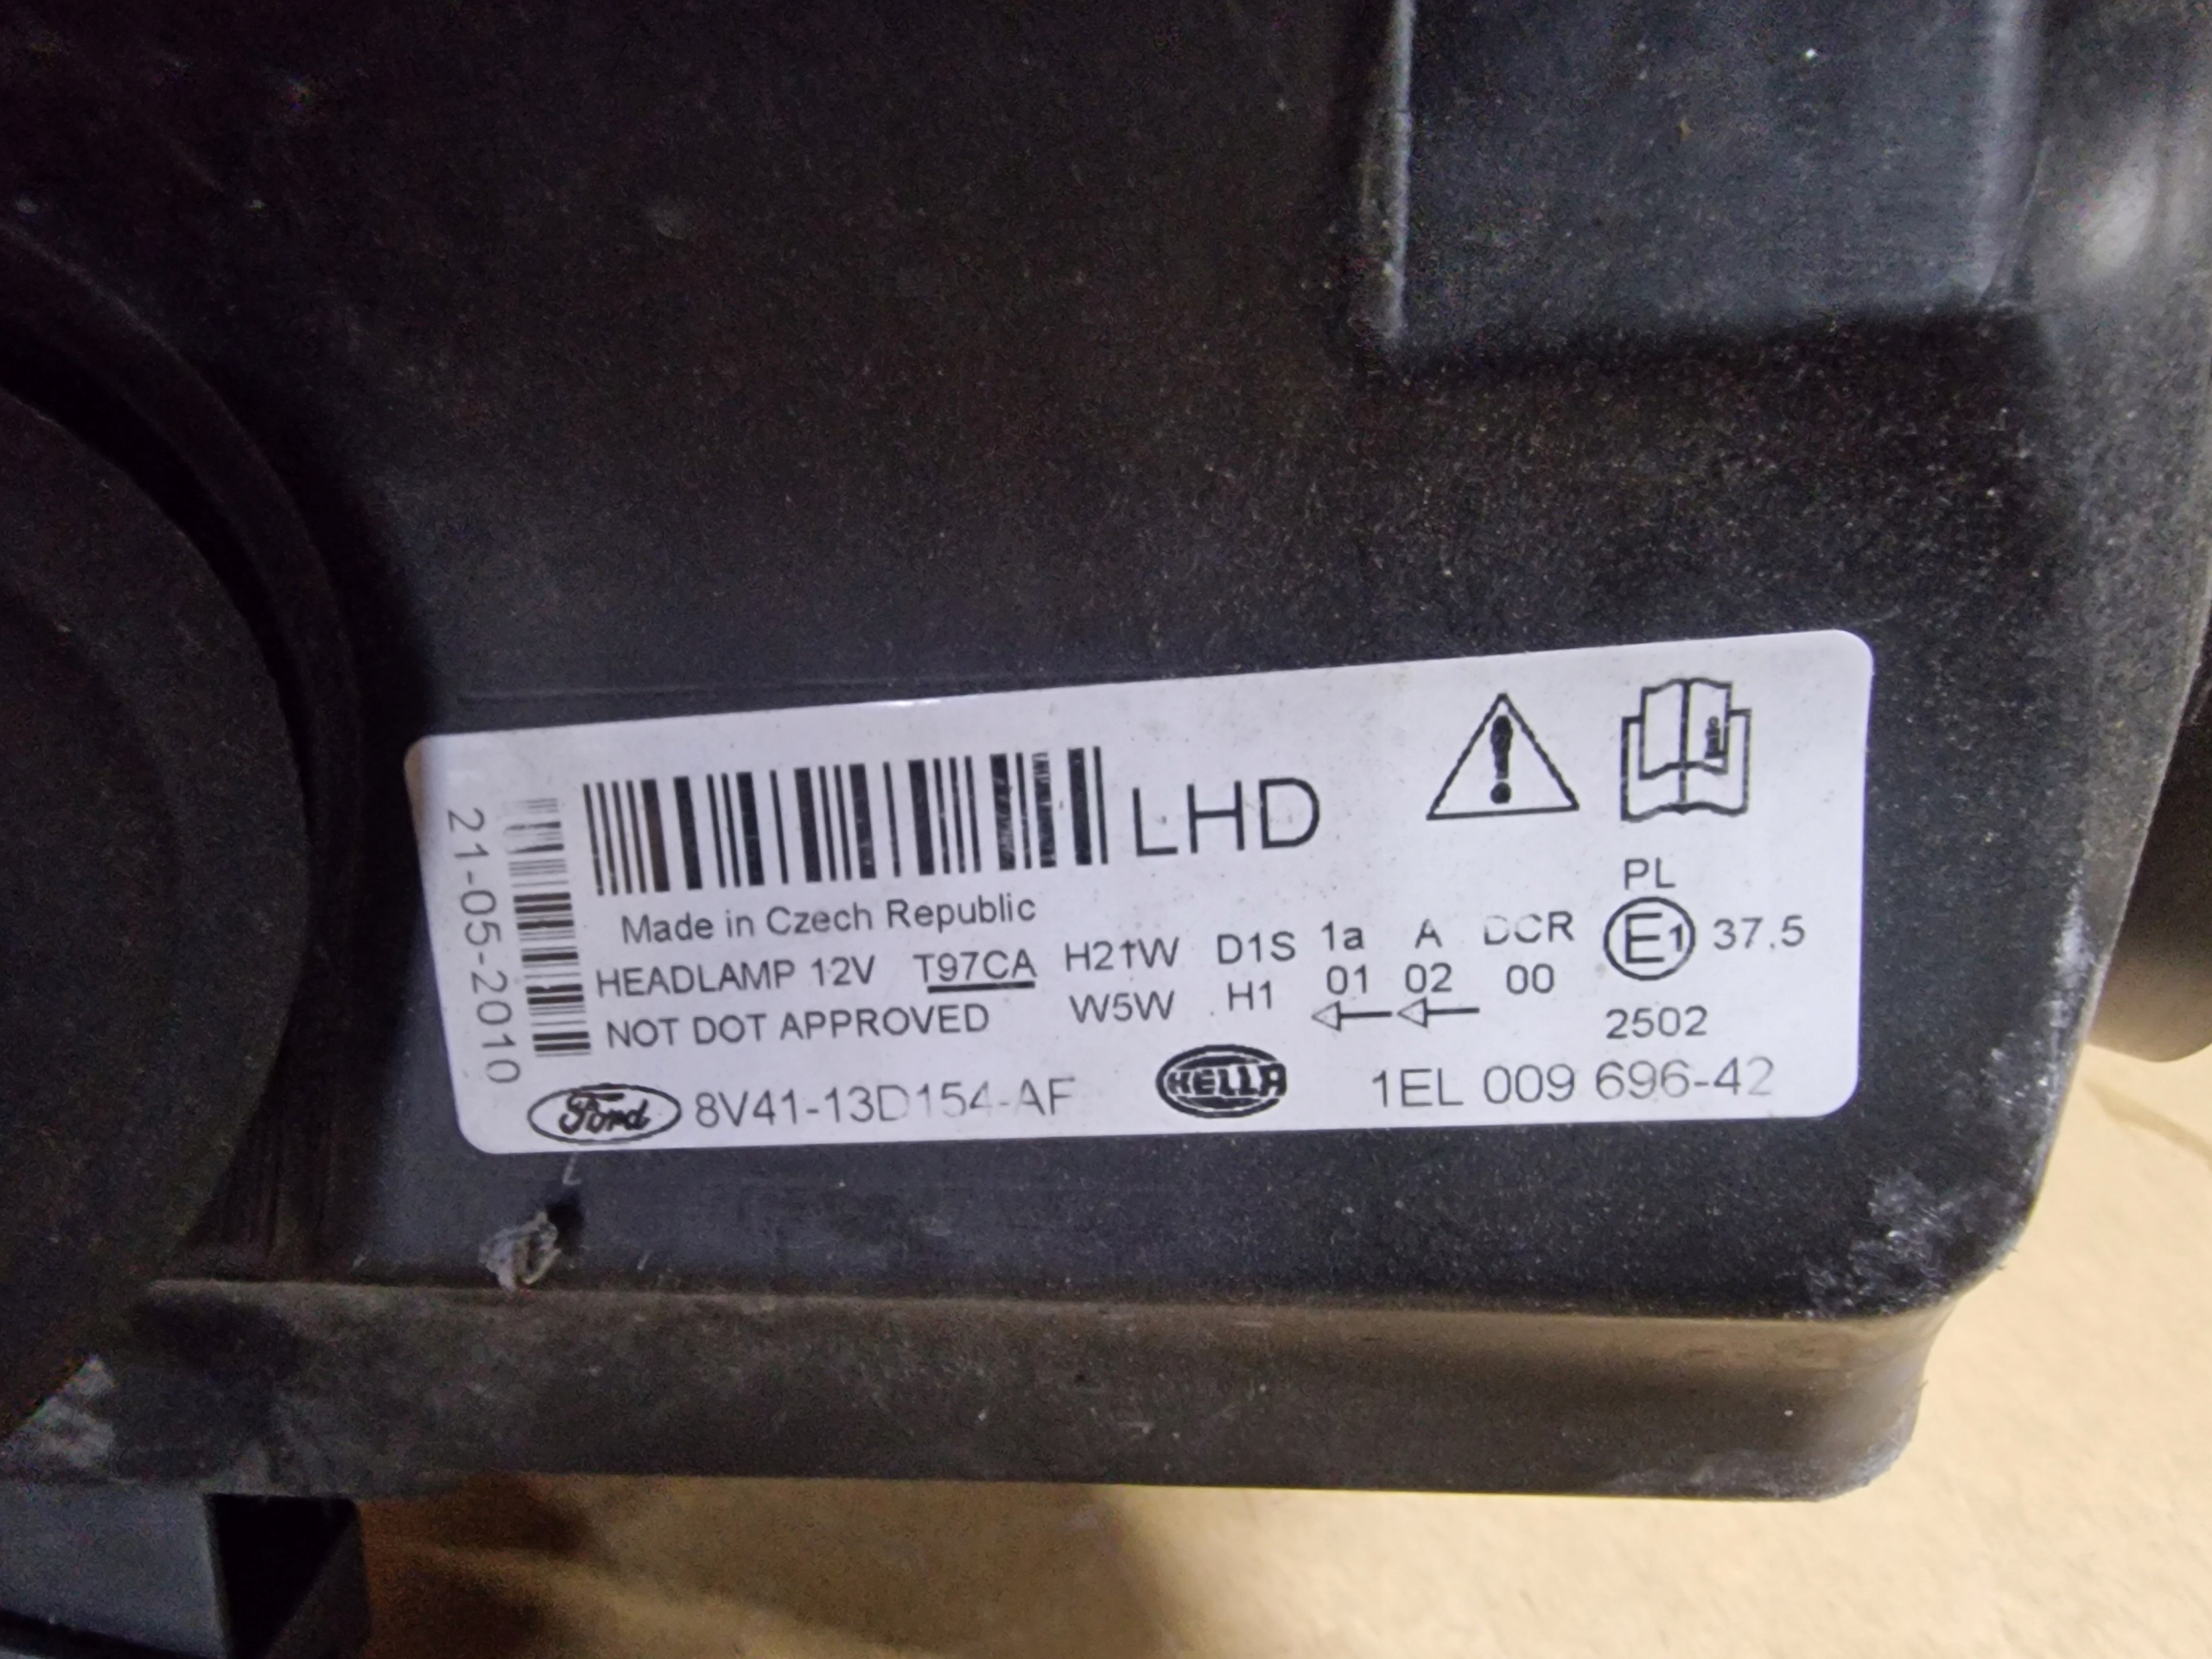 21-05-2010
LHD
Made in Czech Republic
HEADLAMP 12V T97CA H21W D1S 1a A DCR PL E1 37.5
NOT DOT APPROVED W5W H1 01 02 00 2502
Ford 8V41-13D154-AF HELLA 1EL 009 696-42